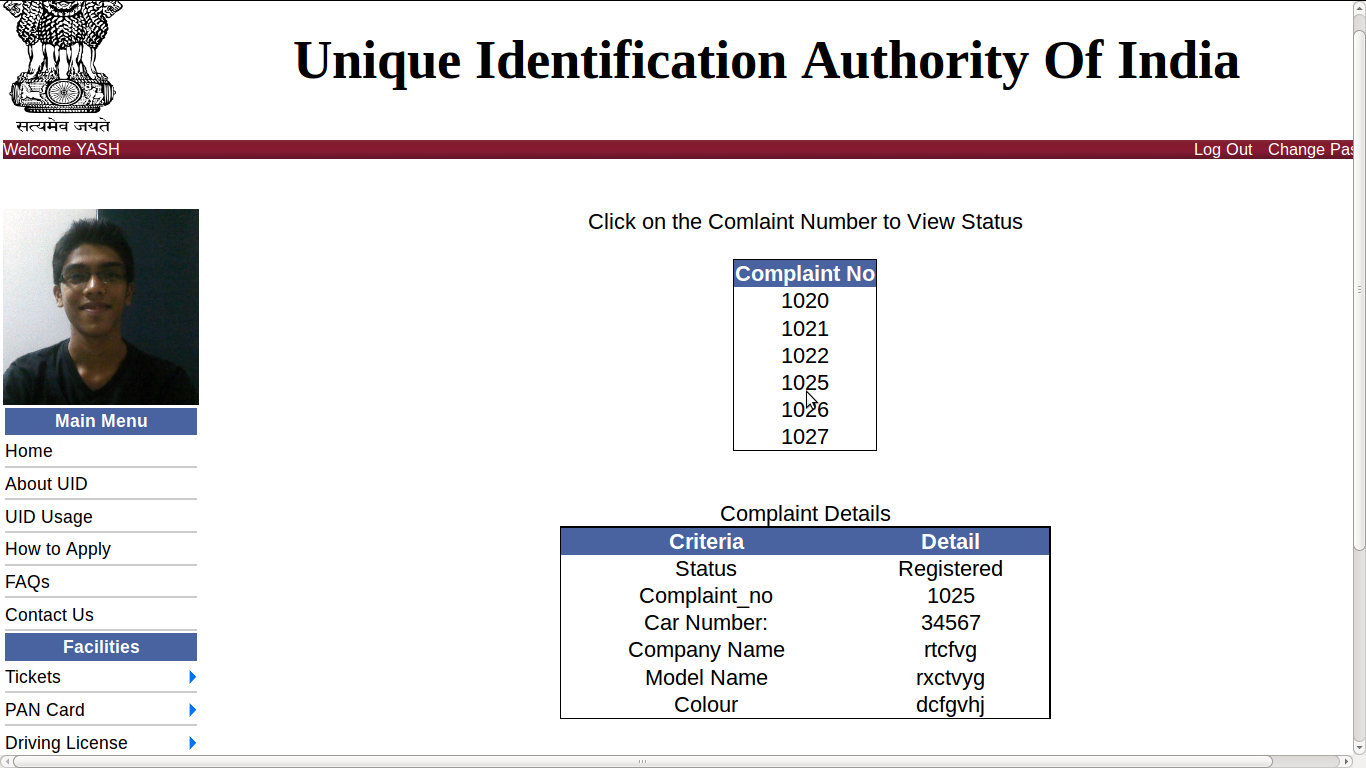 Unique Identification Authority Of India
सत्यमेव जयते
Welcome YASH
Log Out Change Pas
Click on the Comlaint Number to View Status
Complaint No
1020
1021
1022
1025
1026
1027
Main Menu
Home
About UID
UID Usage
How to Apply
FAQs
Contact Us
Facilities
Tickets
PAN Card
Driving License
Complaint Details
Criteria Detail
Status Registered
Complaint_no 1025
Car Number: 34567
Company Name rtcfvg
Model Name rxctvyg
Colour dcfgvhj